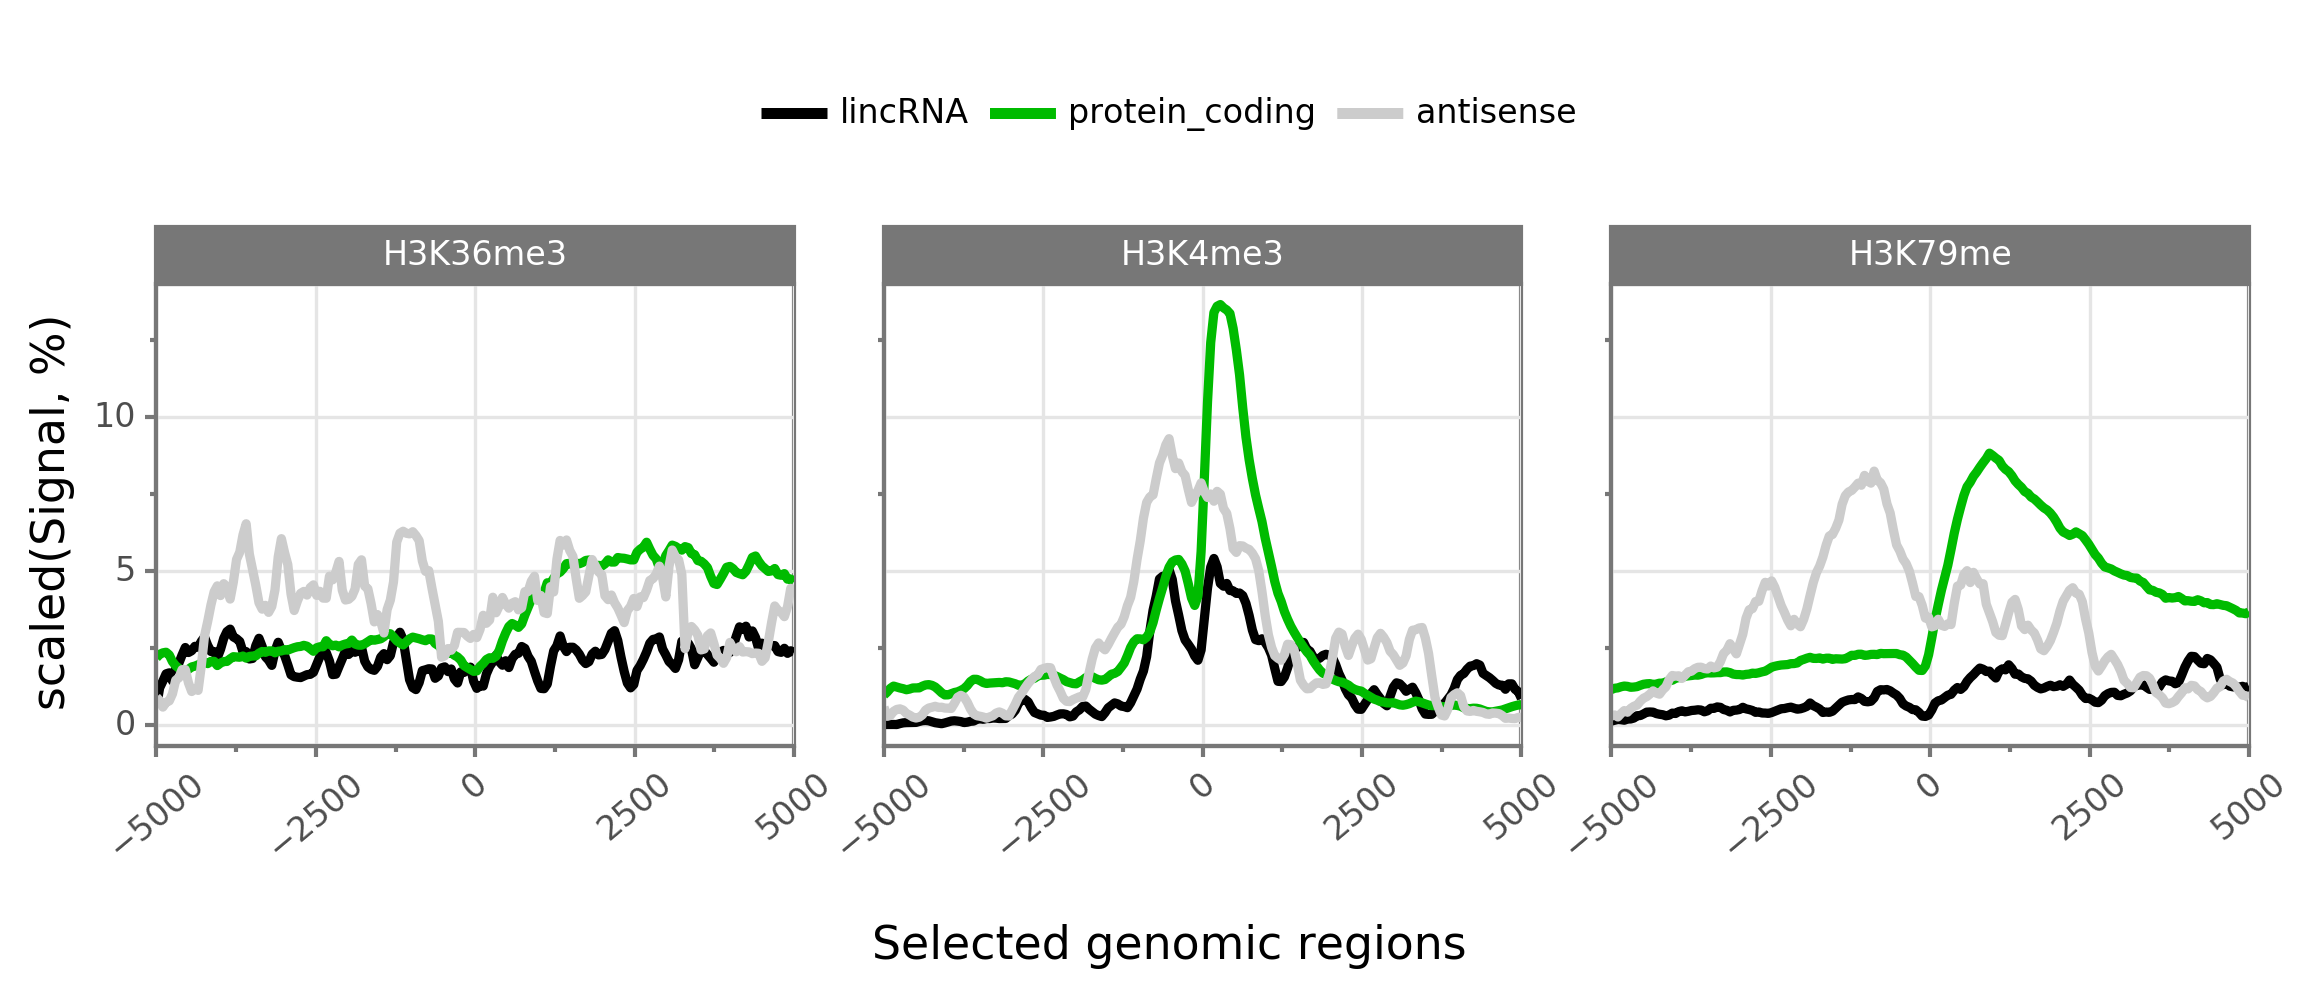 lincRNA protein_coding antisense
H3K36me3 H3K4me3 H3K79me
scaled(Signal, %)
10
5
0
−5000 −2500 0 2500 5000 −5000 −2500 0 2500 5000 −5000 −2500 0 2500 5000
Selected genomic regions